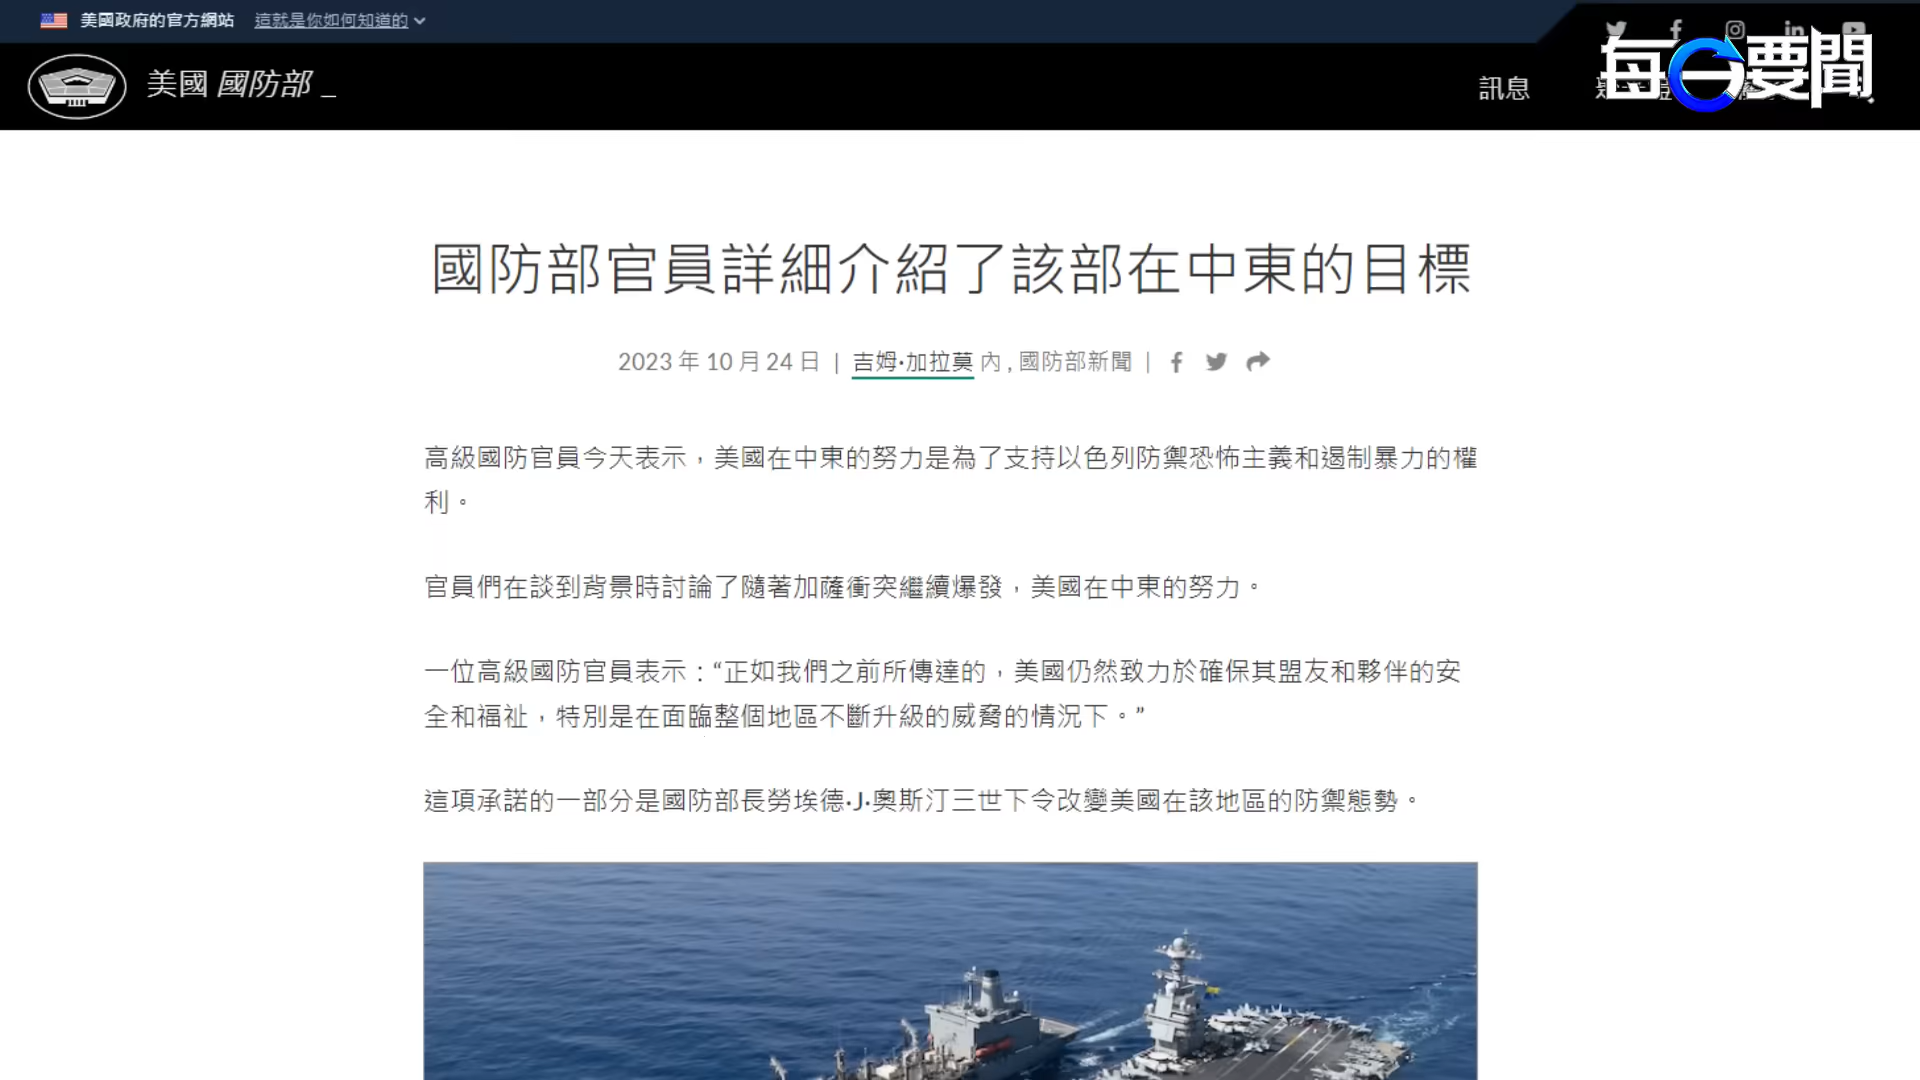 美國政府的官方網站 這就是你如何知道的
美國 國防部 _
訊息
每日要聞
國防部官員詳細介紹了該部在中東的目標
2023 年 10 月 24 日 | 吉姆·加拉莫 內 , 國防部新聞 |
高級國防官員今天表示，美國在中東的努力是為了支持以色列防禦恐怖主義和遏制暴力的權
利。
官員們在談到背景時討論了隨著加薩衝突繼續爆發，美國在中東的努力。
一位高級國防官員表示：“正如我們之前所傳達的，美國仍然致力於確保其盟友和夥伴的安
全和福祉，特別是在面臨整個地區不斷升級的威脅的情況下。”
這項承諾的一部分是國防部長勞埃德·J·奧斯汀三世下令改變美國在該地區的防禦態勢。